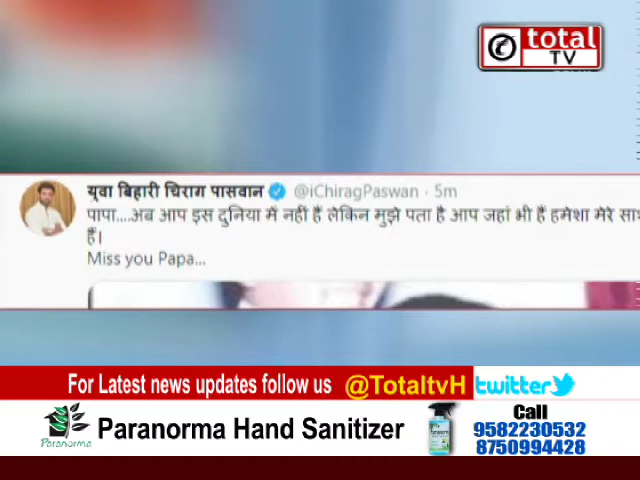 total
TV
युवा बिहारी चिराग पासवान @iChiragPaswan · 5m
पापा....अब आप इस दुनिया में नहीं हैं लेकिन मुझे पता है आप जहां भी हैं हमेशा मेरे
हैं।
Miss you Papa...
For Latest news updates follow us @TotaltvH twitter
Paranorma
Paranorma Hand Sanitizer
Call
9582230532
8750994428